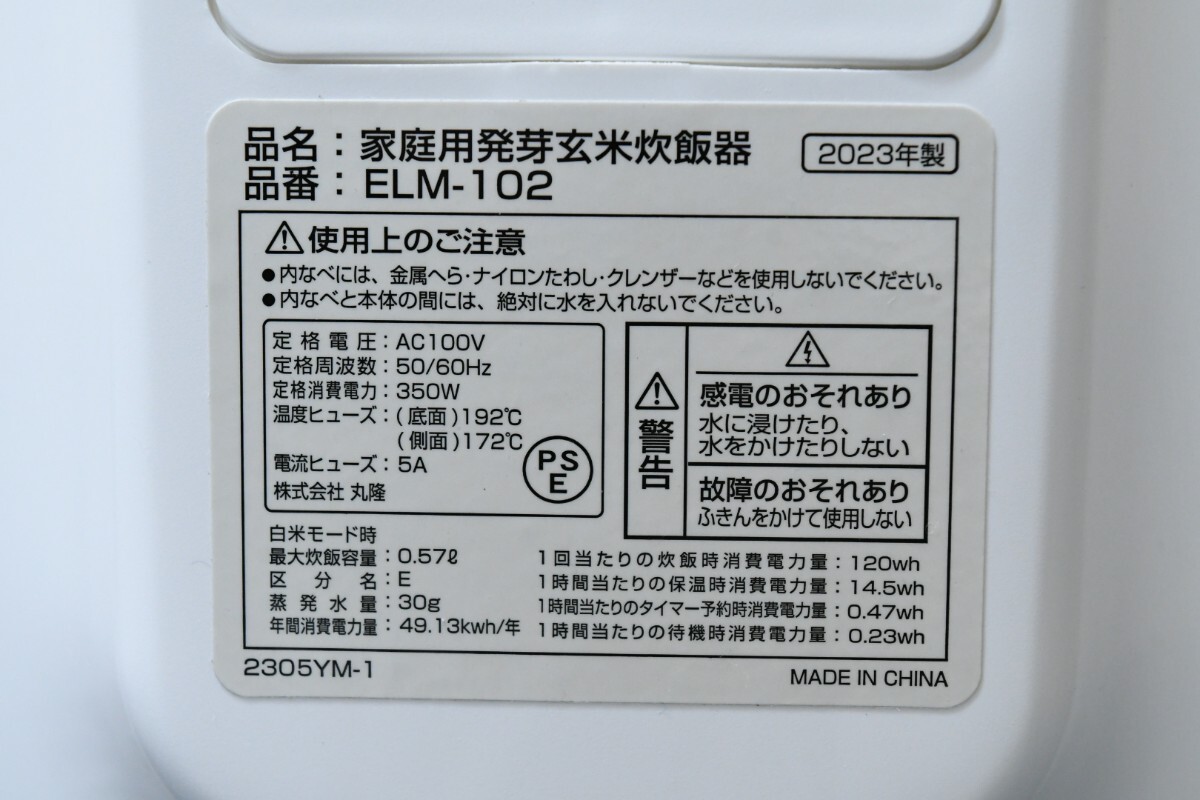 品名：家庭用発芽玄米炊飯器
2023年製
品番：ELM-102
使用上のご注意
●内なべには、金属へら・ナイロンたわし・クレンザーなどを使用しないでください。
●内なべと本体の間には、絶対に水を入れないでください。
定格電圧：AC100V
定格周波数：50/60Hz
定格消費電力：350W
温度ヒューズ：(底面)192℃
(側面)172℃
電流ヒューズ：5A
株式会社 丸隆
PS
E
警告
感電のおそれあり
水に浸けたり、
水をかけたりしない
故障のおそれあり
ふきんをかけて使用しない
白米モード時
最大炊飯容量：0.57ℓ
区分名：E
蒸発水量：30g
年間消費電力量：49.13kwh/年
1回当たりの炊飯時消費電力量：120wh
1時間当たりの保温時消費電力量：14.5wh
1時間当たりのタイマー予約時消費電力量：0.47wh
1時間当たりの待機時消費電力量：0.23wh
2305YM-1
MADE IN CHINA